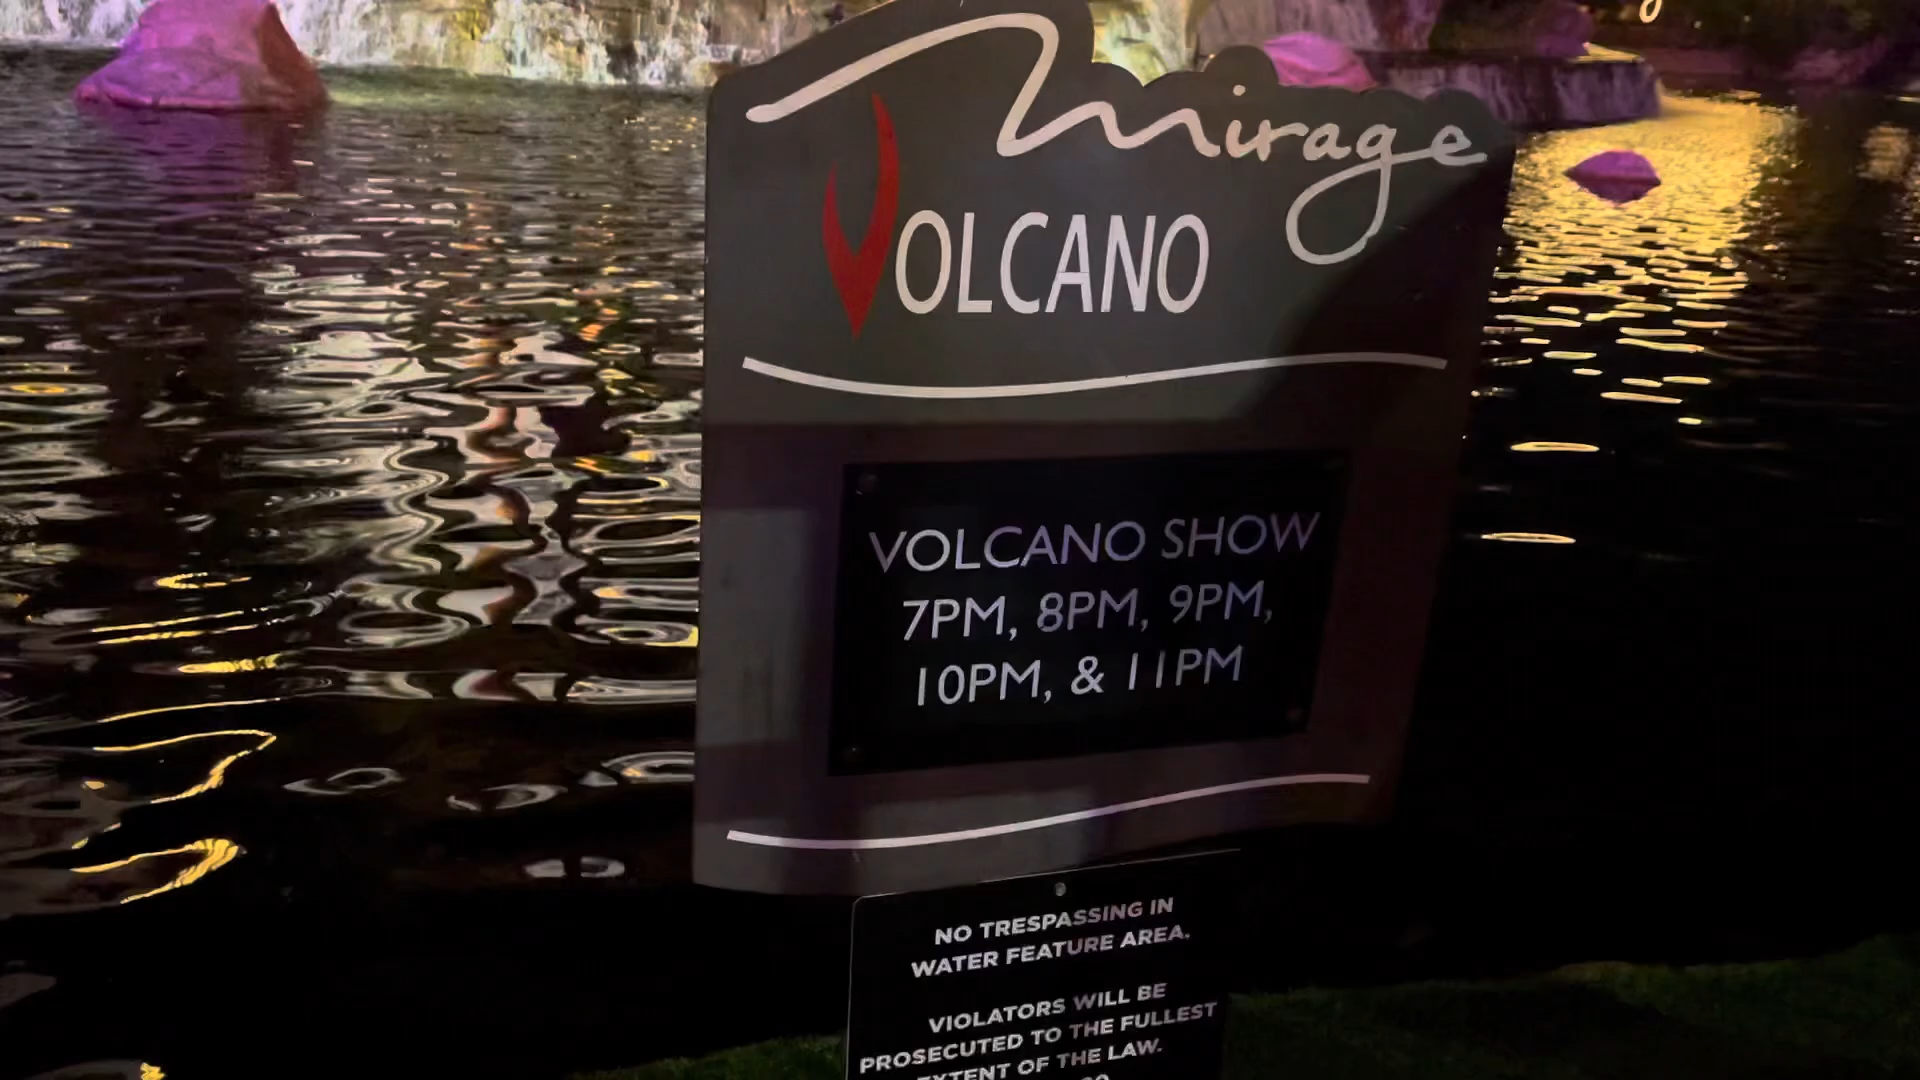 Mirage
VOLCANO
VOLCANO SHOW
7PM, 8PM, 9PM,
10PM, & 11PM
NO TRESPASSING IN
WATER FEATURE AREA.
VIOLATORS WILL BE
PROSECUTED TO THE FULLEST
EXTENT OF THE LAW.